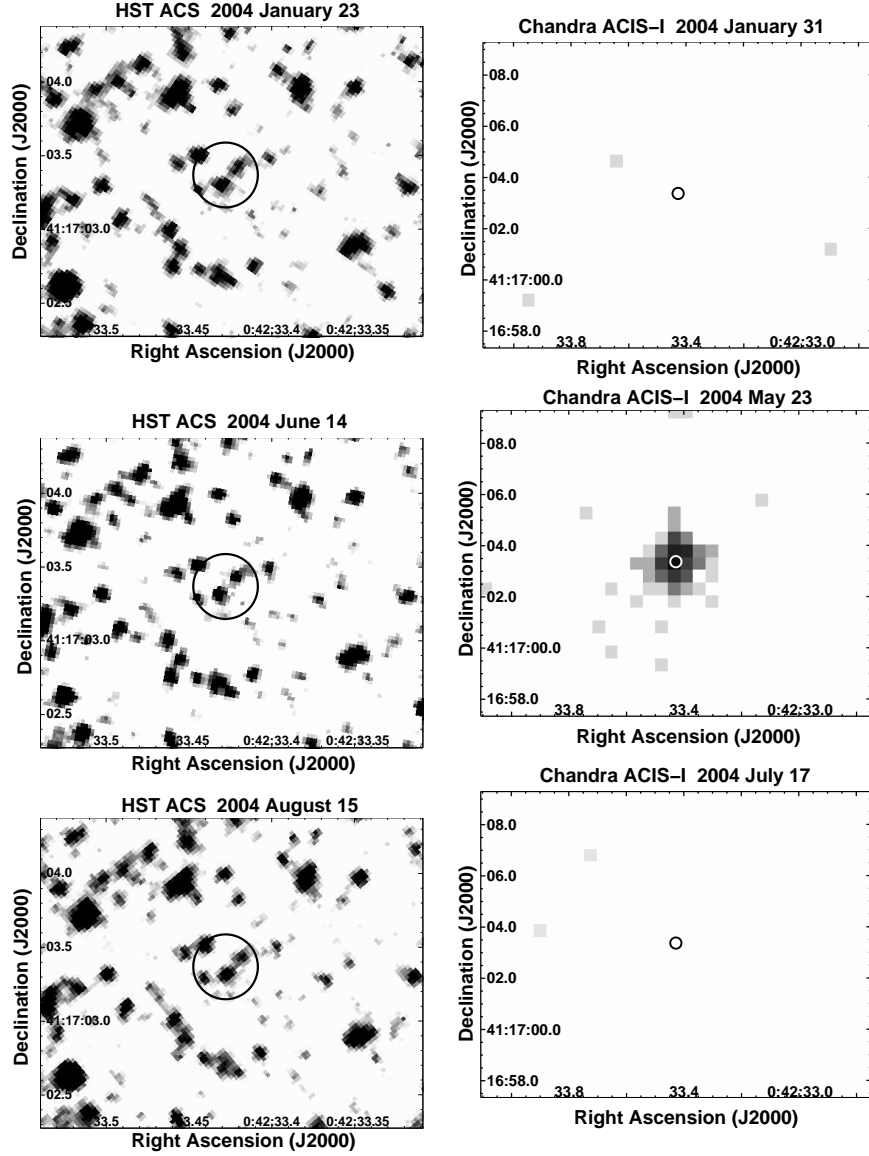 HST ACS 2004 January 23
Declination (J2000)
04.0
03.5
41:17:03.0
02.5
33.5 33.45 0:42:33.4 0:42:33.35
Right Ascension (J2000)
Chandra ACIS−I 2004 January 31
Declination (J2000)
08.0
06.0
04.0
02.0
41:17:00.0
16:58.0
33.8 33.4 0:42:33.0
Right Ascension (J2000)
HST ACS 2004 June 14
Declination (J2000)
04.0
03.5
41:17:03.0
02.5
33.5 33.45 0:42:33.4 0:42:33.35
Right Ascension (J2000)
Chandra ACIS−I 2004 May 23
Declination (J2000)
08.0
06.0
04.0
02.0
41:17:00.0
16:58.0
33.8 33.4 0:42:33.0
Right Ascension (J2000)
HST ACS 2004 August 15
Declination (J2000)
04.0
03.5
41:17:03.0
02.5
33.5 33.45 0:42:33.4 0:42:33.35
Right Ascension (J2000)
Chandra ACIS−I 2004 July 17
Declination (J2000)
08.0
06.0
04.0
02.0
41:17:00.0
16:58.0
33.8 33.4 0:42:33.0
Right Ascension (J2000)